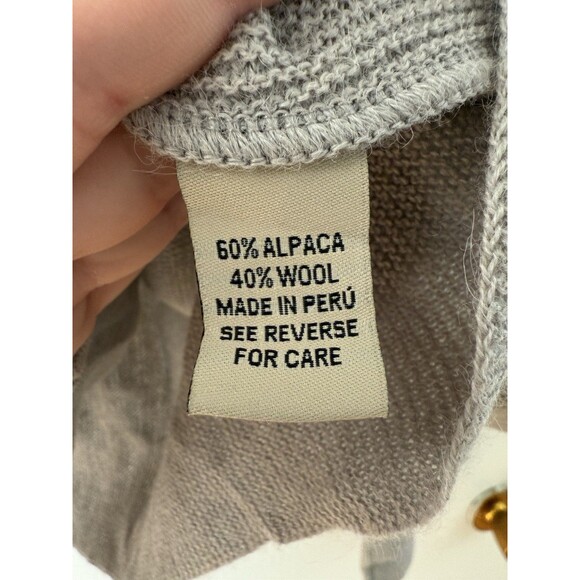 60% ALPACA
40% WOOL
MADE IN PERÚ
SEE REVERSE
FOR CARE